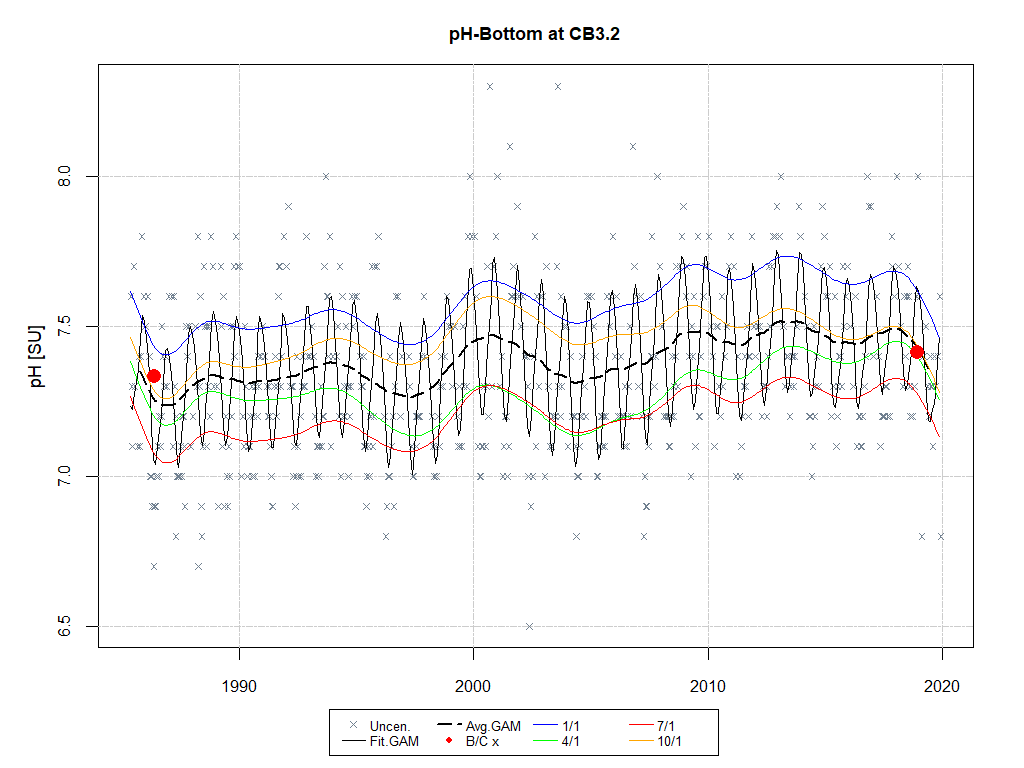 pH-Bottom at CB3.2
pH [SU]
8.0
7.5
7.0
6.5
1990 2000 2010 2020
Uncen. Avg.GAM 1/1 7/1
Fit.GAM B/C x 4/1 10/1